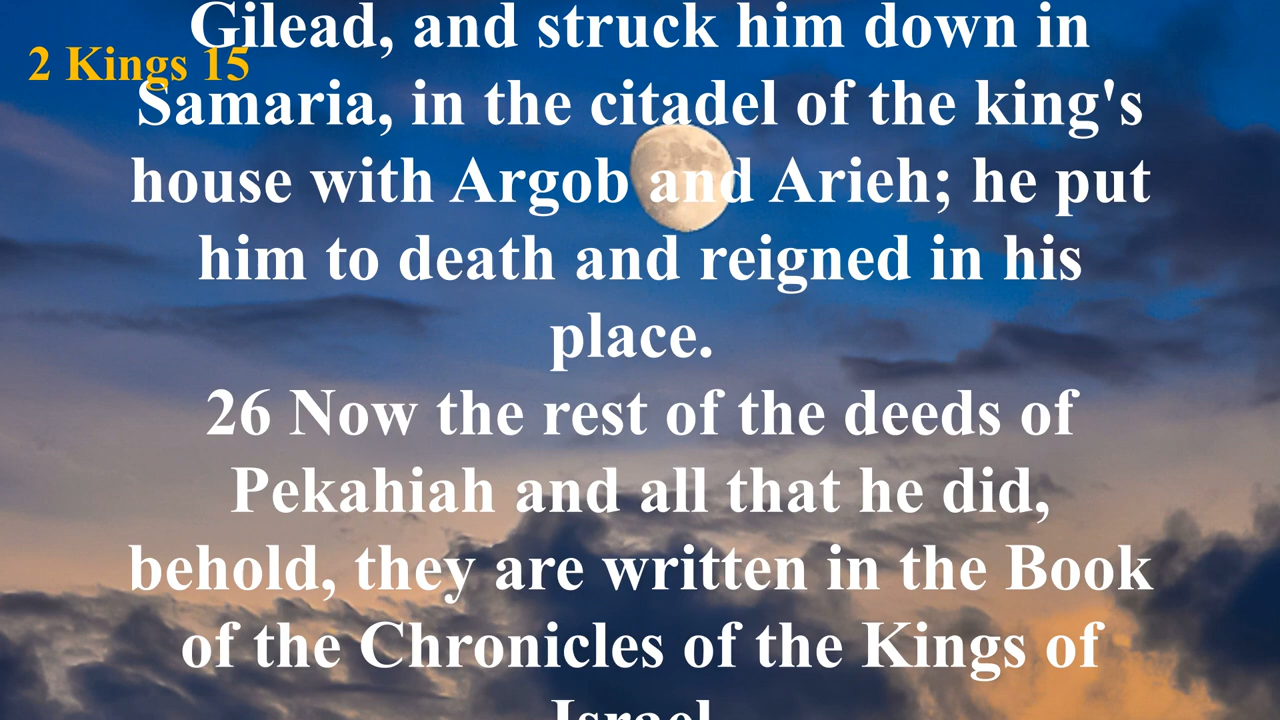 2 Kings 15
Gilead, and struck him down in
Samaria, in the citadel of the king's
house with Argob and Arieh; he put
him to death and reigned in his
place.
26 Now the rest of the deeds of
Pekahiah and all that he did,
behold, they are written in the Book
of the Chronicles of the Kings of
Israel